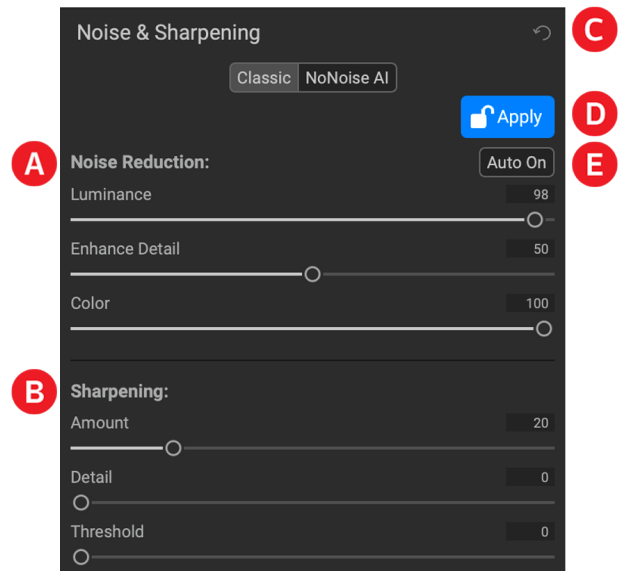 Noise & Sharpening
C
Classic NoNoise AI
Apply
D
A
Noise Reduction:
Auto On
E
Luminance 98
Enhance Detail 50
Color 100
B
Sharpening:
Amount 20
Detail 0
Threshold 0